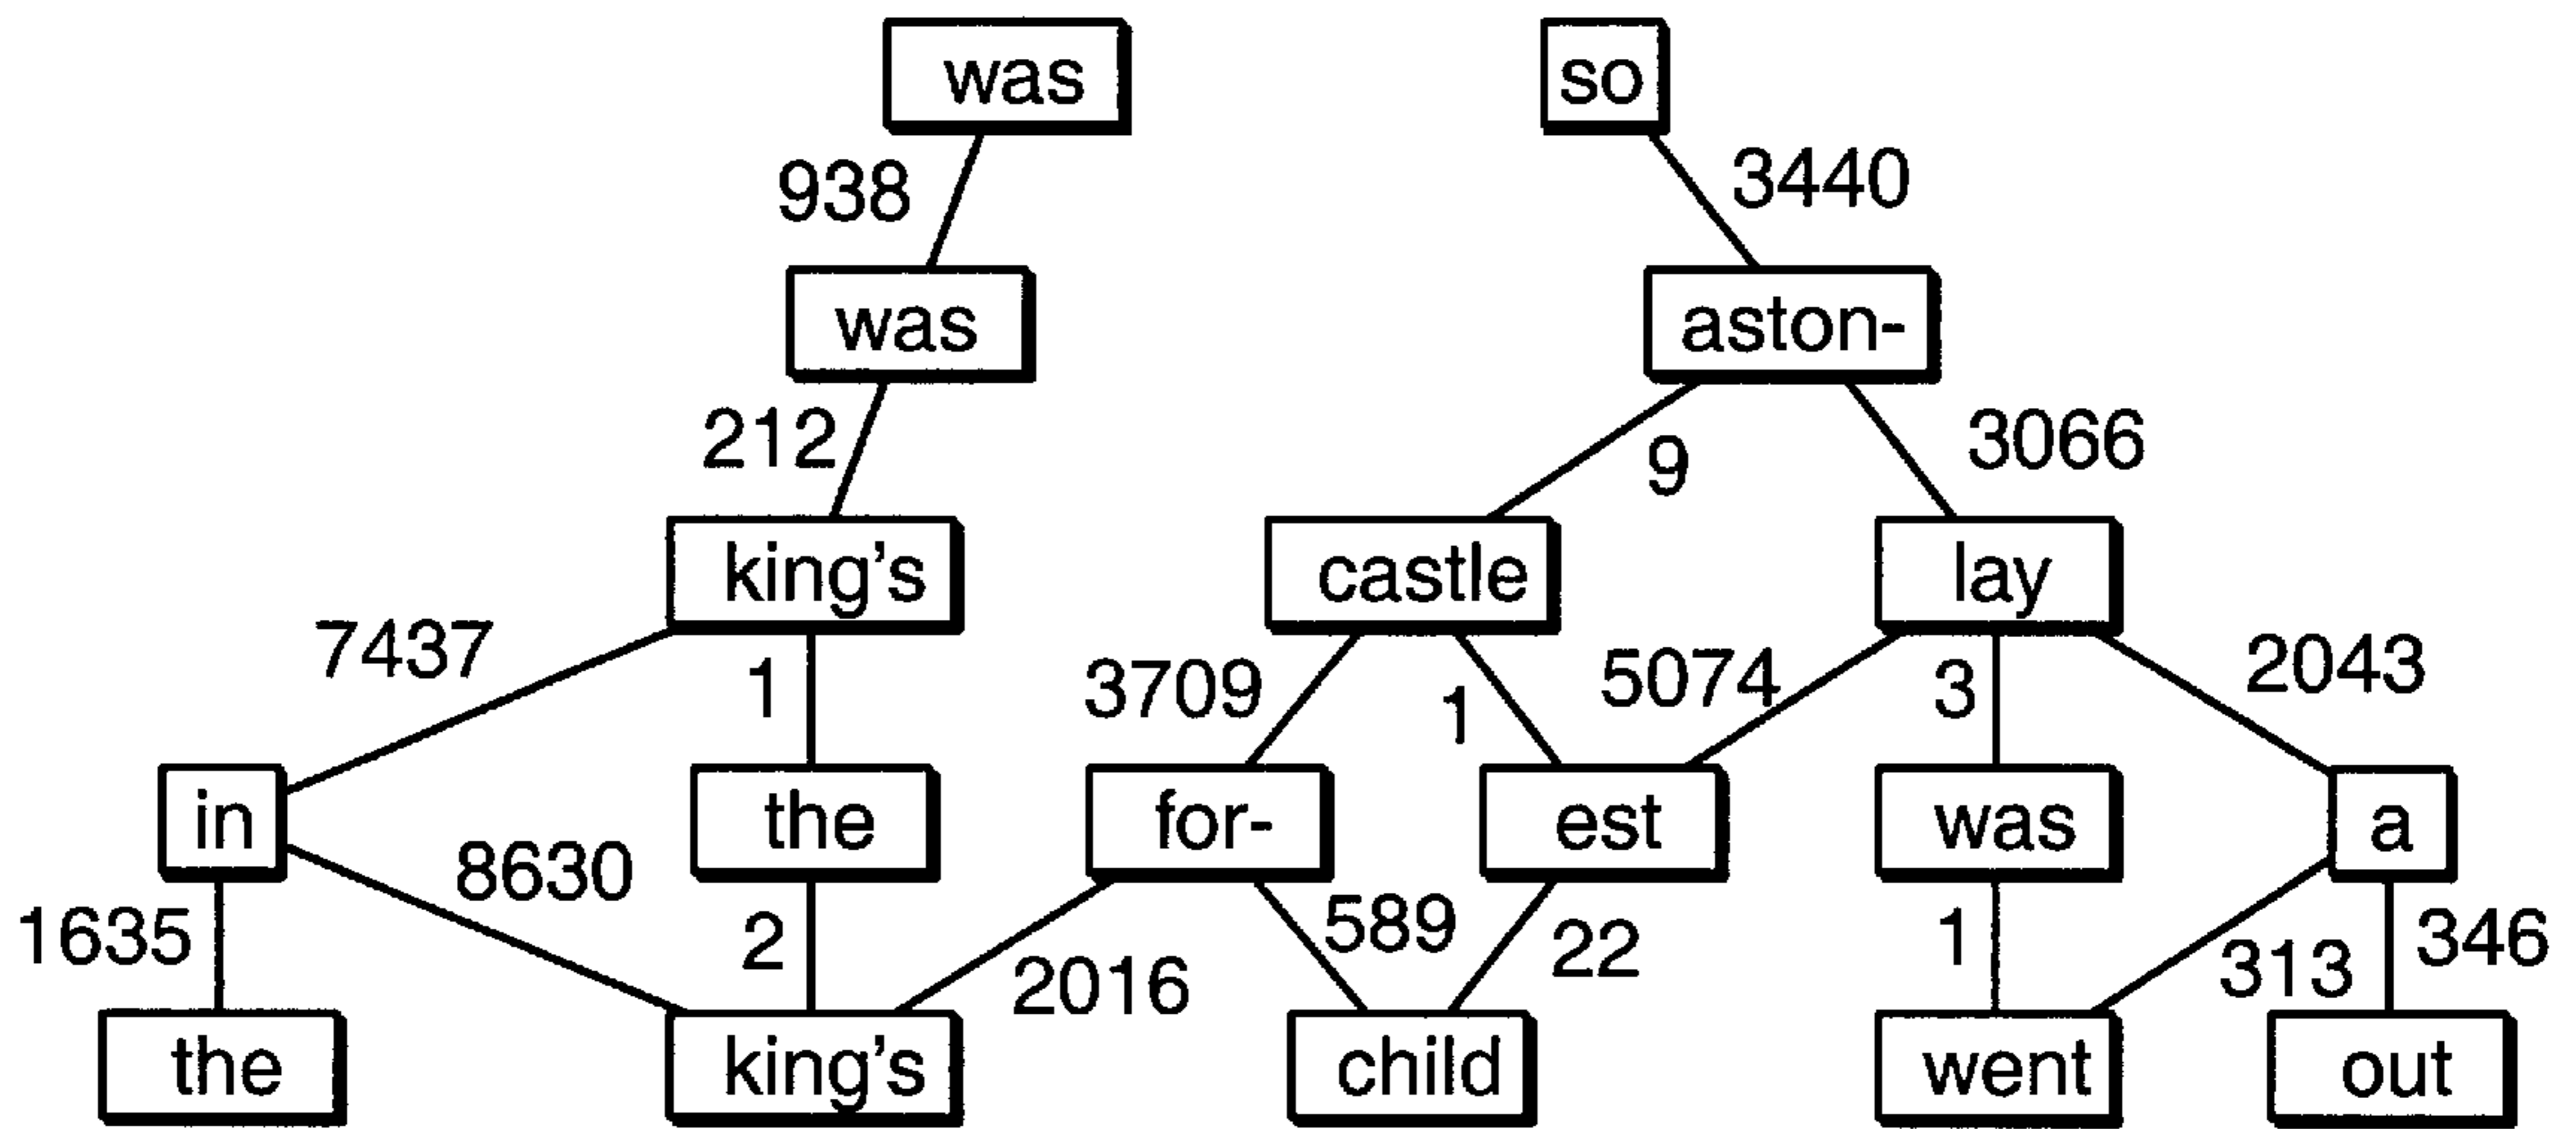 was so
938 3440
was aston-
212 9 3066
king's castle lay
7437 1 3709 1 5074 3 2043
in the for- est was a
1635 8630 2 2016 589 22 1 313 346
the king's child went out